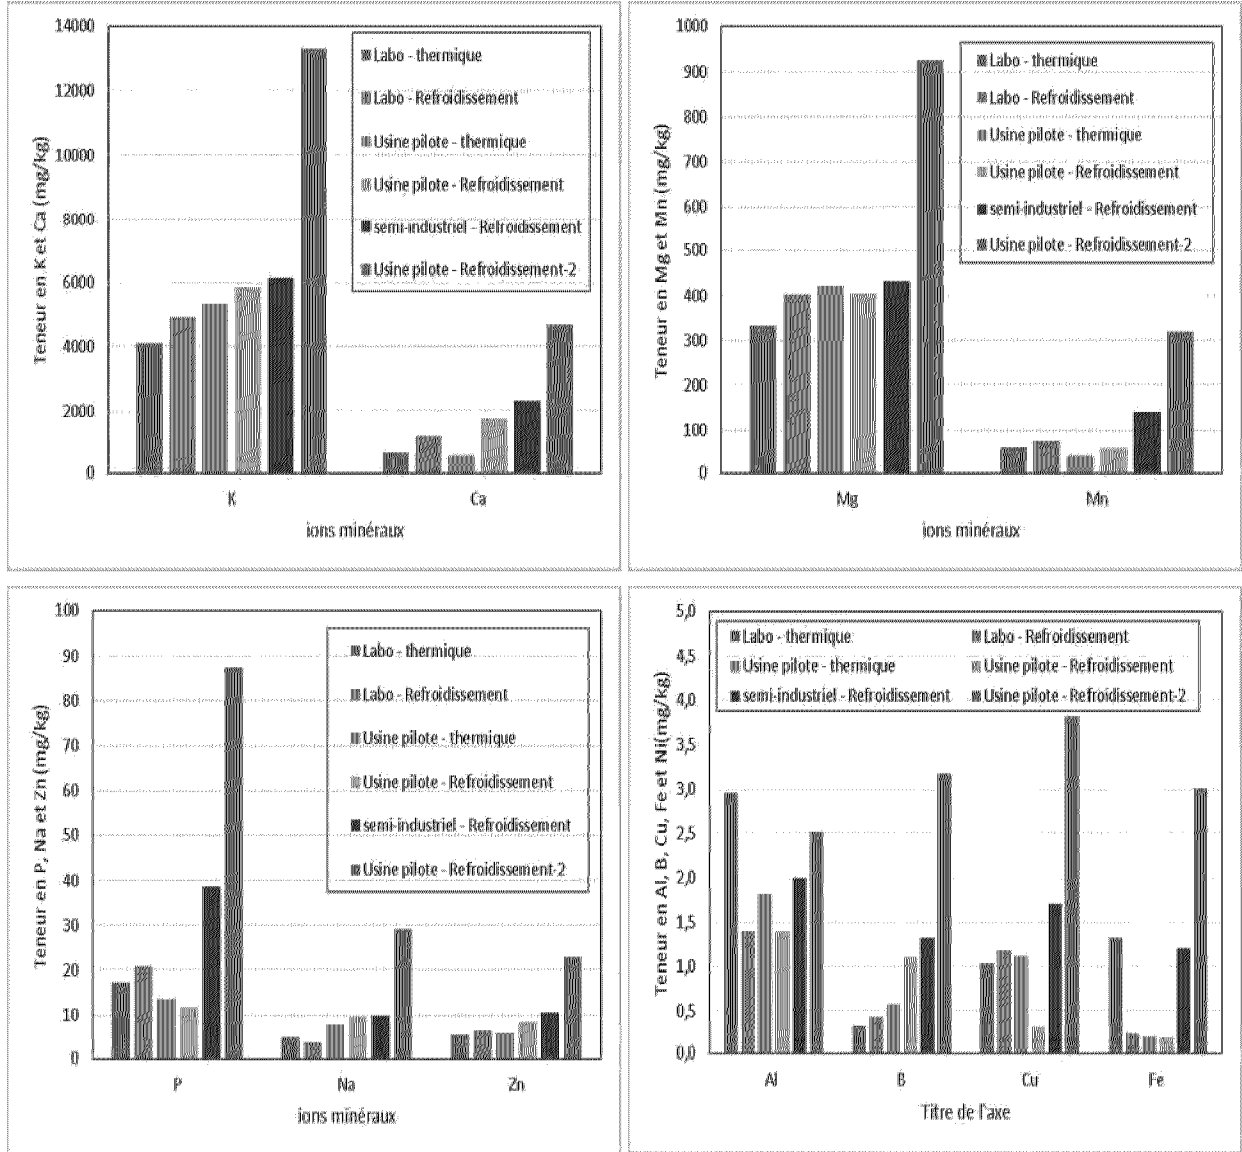 Teneur en K et Ca (mg/kg)
14000
12000
10000
8000
6000
4000
2000
0
Labo - thermique
Labo - Refroidissement
Usine pilote - thermique
Usine pilote - Refroidissement
semi-industriel - Refroidissement
Usine pilote - Refroidissement-2
K Ca
ions minéraux
Teneur en Mg et Mn (mg/kg)
1000
900
800
700
600
500
400
300
200
100
0
Labo - thermique
Labo - Refroidissement
Usine pilote - thermique
Usine pilote - Refroidissement
semi-industriel - Refroidissement
Usine pilote - Refroidissement-2
Mg Mn
ions minéraux
Teneur en P, Na et Zn (mg/kg)
100
90
80
70
60
50
40
30
20
10
0
Labo - thermique
Labo - Refroidissement
Usine pilote - thermique
Usine pilote - Refroidissement
semi-industriel - Refroidissement
Usine pilote - Refroidissement-2
P Na Zn
ions minéraux
Teneur en Al, B, Cu, Fe et Ni(mg/kg)
5,0
4,5
4,0
3,5
3,0
2,5
2,0
1,5
1,0
0,5
0,0
Labo - thermique Labo - Refroidissement
Usine pilote - thermique Usine pilote - Refroidissement
semi-industriel - Refroidissement Usine pilote - Refroidissement-2
Al B Cu Fe
Titre de l'axe